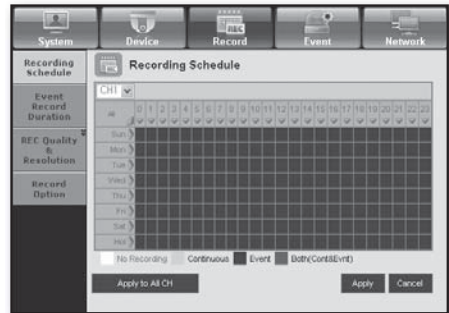 System Device Record Event Network
REC
Recording
Schedule
Event
Record
Duration
REC Quality
&
Resolution
Record
Option
Recording Schedule
CH1
All 0 1 2 3 4 5 6 7 8 9 10 11 12 13 14 15 16 17 18 19 20 21 22 23
Sun
Mon
Tue
Wed
Thu
Fri
Sat
Hol
No Recording Continuous Event Both(Cont&Evnt)
Apply to All CH Apply Cancel